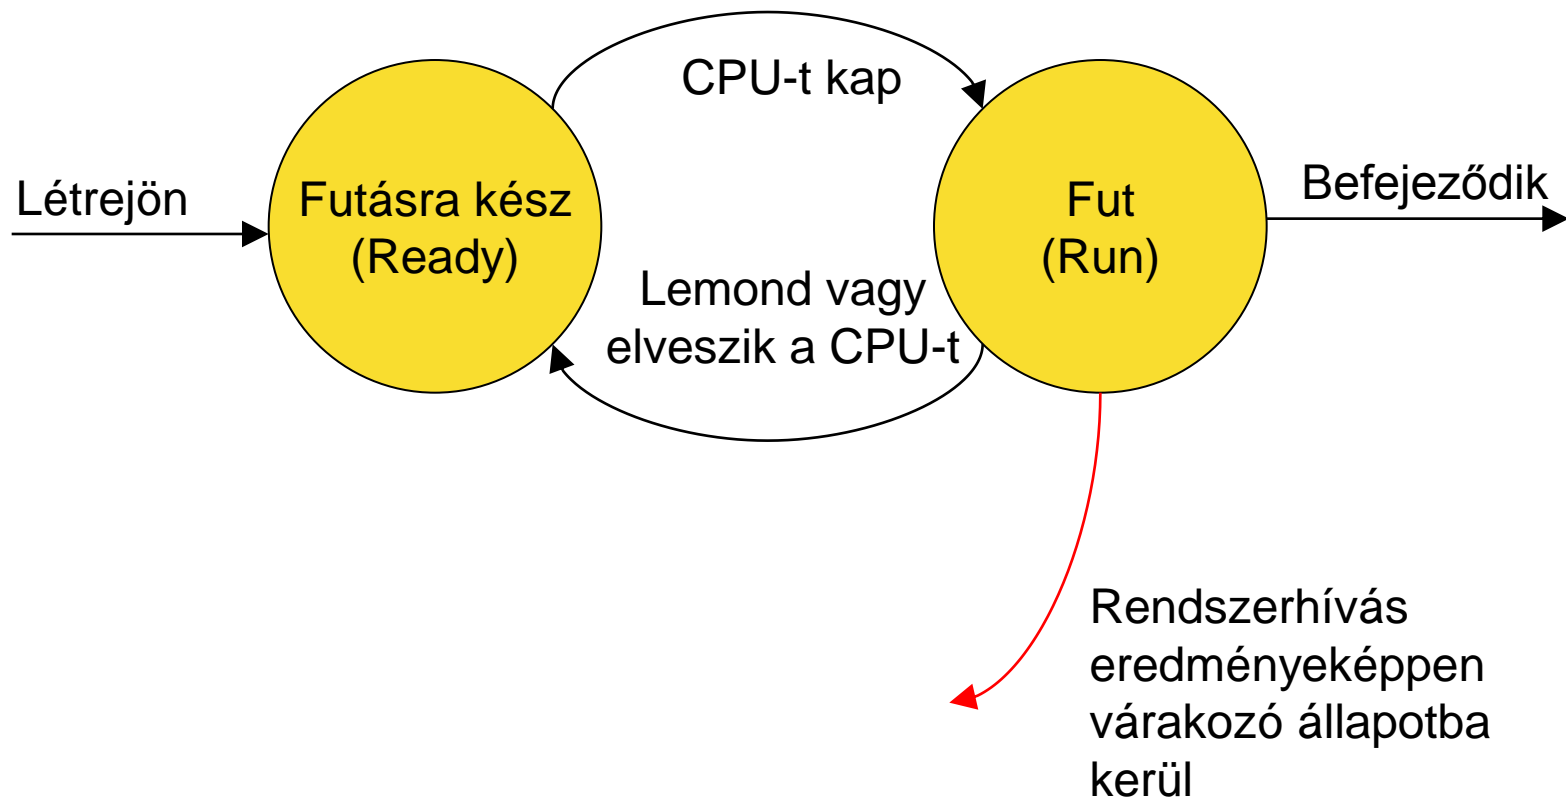 CPU-t kap
Létrejön
Futásra kész
(Ready)
Fut
(Run)
Befejeződik
Lemond vagy
elveszik a CPU-t
Rendszerhívás
eredményeképpen
várakozó állapotba
kerül